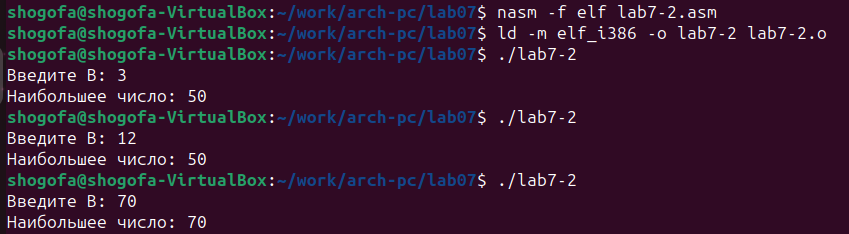 shogofa@shogofa-VirtualBox:~/work/arch-pc/lab07$ nasm -f elf lab7-2.asm
shogofa@shogofa-VirtualBox:~/work/arch-pc/lab07$ ld -m elf_i386 -o lab7-2 lab7-2.o
shogofa@shogofa-VirtualBox:~/work/arch-pc/lab07$ ./lab7-2
Введите B: 3
Наибольшее число: 50
shogofa@shogofa-VirtualBox:~/work/arch-pc/lab07$ ./lab7-2
Введите B: 12
Наибольшее число: 50
shogofa@shogofa-VirtualBox:~/work/arch-pc/lab07$ ./lab7-2
Введите B: 70
Наибольшее число: 70